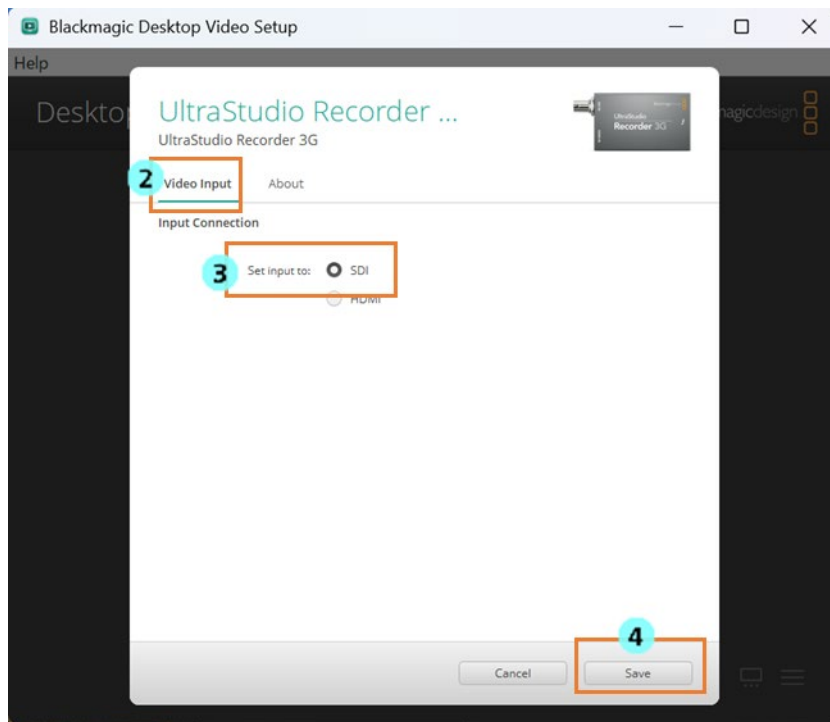 Blackmagic Desktop Video Setup
Help
Deskto
UltraStudio Recorder ...
UltraStudio Recorder 3G
UltraStudio
Recorder 3G
magicdesign
2
Video Input
About
Input Connection
3
Set input to:
SDI
HDMI
4
Cancel
Save